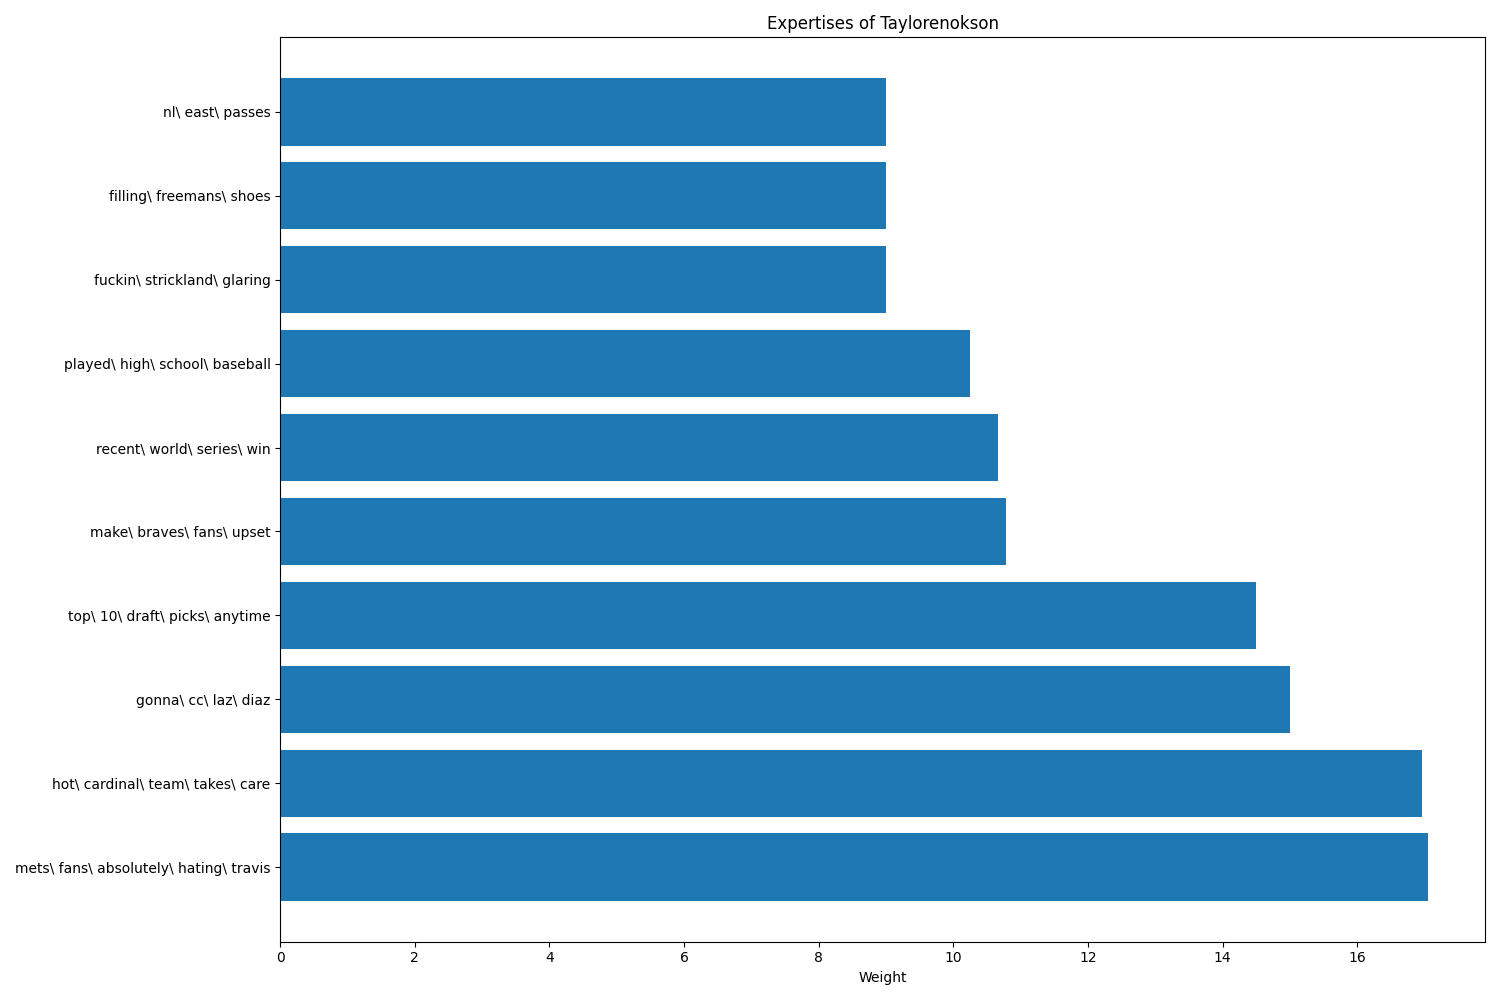 Expertises of Taylorenokson
nl\ east\ passes
filling\ freemans\ shoes
fuckin\ strickland\ glaring
played\ high\ school\ baseball
recent\ world\ series\ win
make\ braves\ fans\ upset
top\ 10\ draft\ picks\ anytime
gonna\ cc\ laz\ diaz
hot\ cardinal\ team\ takes\ care
mets\ fans\ absolutely\ hating\ travis
0 2 4 6 8 10 12 14 16
Weight